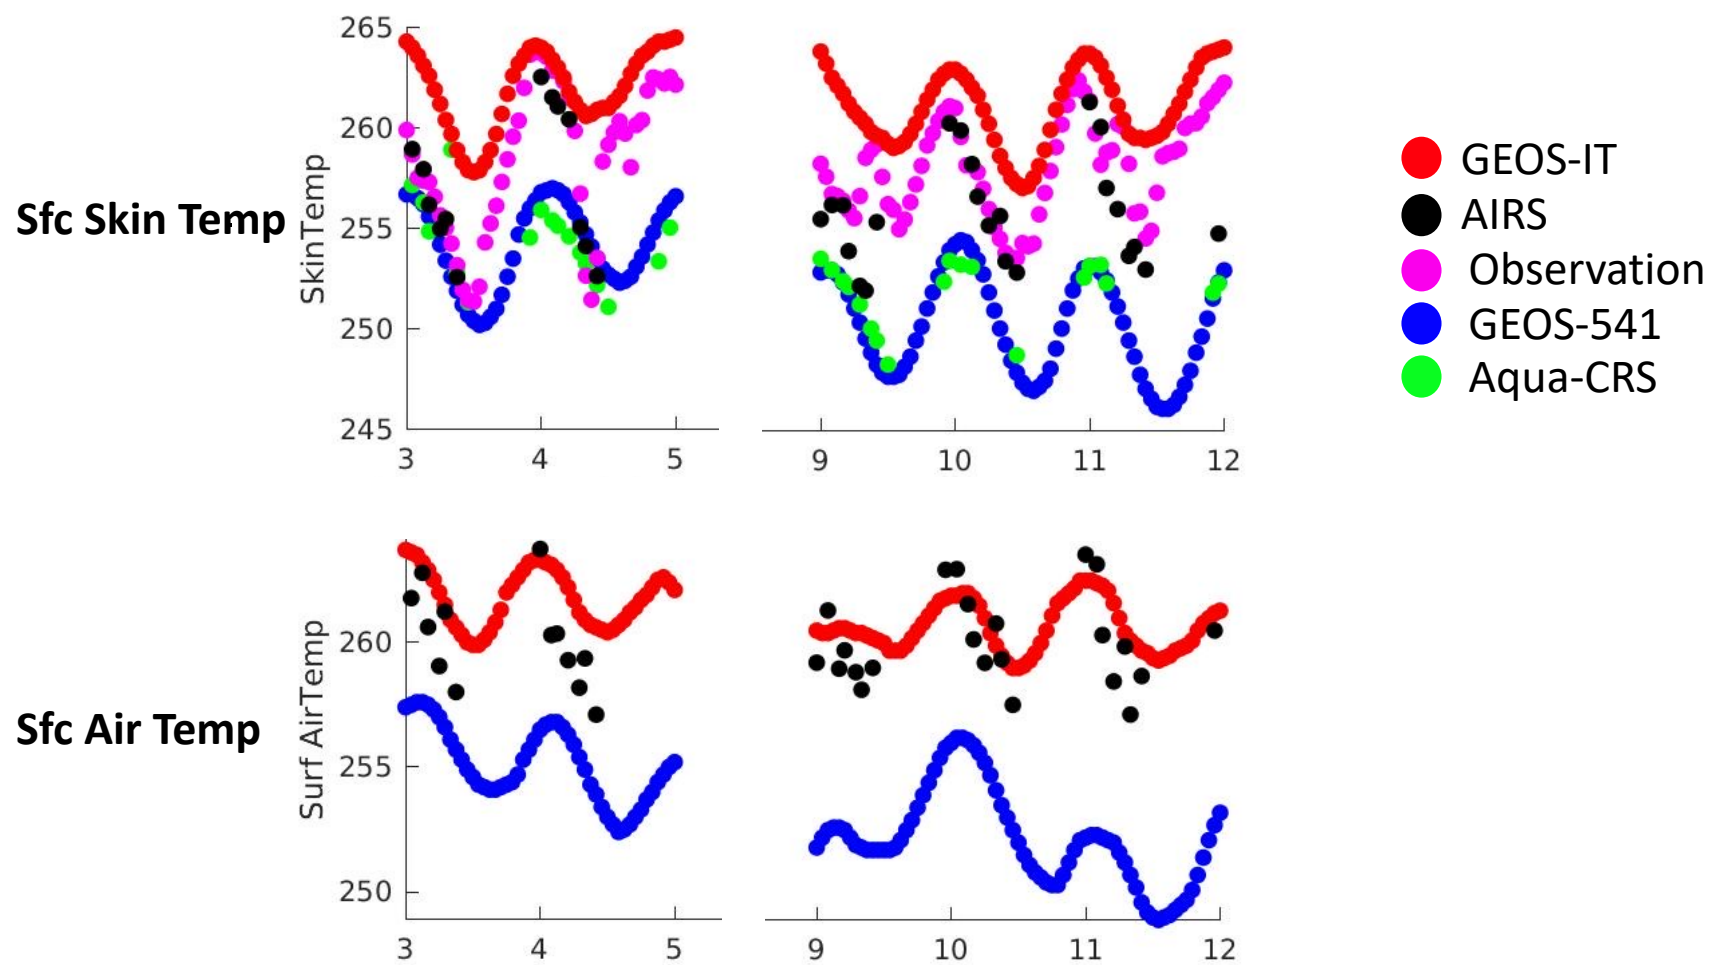 Sfc Skin Temp
SkinTemp
265
260
255
250
245
3
4
5
9
10
11
12
GEOS-IT
AIRS
Observation
GEOS-541
Aqua-CRS
Sfc Air Temp
Surf AirTemp
260
255
250
3
4
5
9
10
11
12